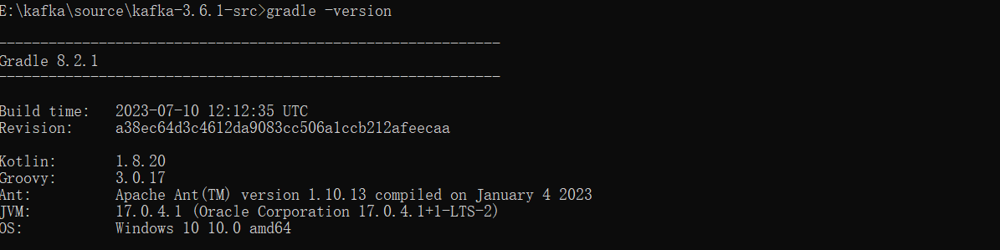 E:\kafka\source\kafka-3.6.1-src>gradle -version
------------------------------------------------------------
Gradle 8.2.1
------------------------------------------------------------
Build time:   2023-07-10 12:12:35 UTC
Revision:     a38ec64d3c4612da9083cc506a1ccb212afeecaa
Kotlin:       1.8.20
Groovy:       3.0.17
Ant:          Apache Ant(TM) version 1.10.13 compiled on January 4 2023
JVM:          17.0.4.1 (Oracle Corporation 17.0.4.1+1-LTS-2)
OS:           Windows 10 10.0 amd64